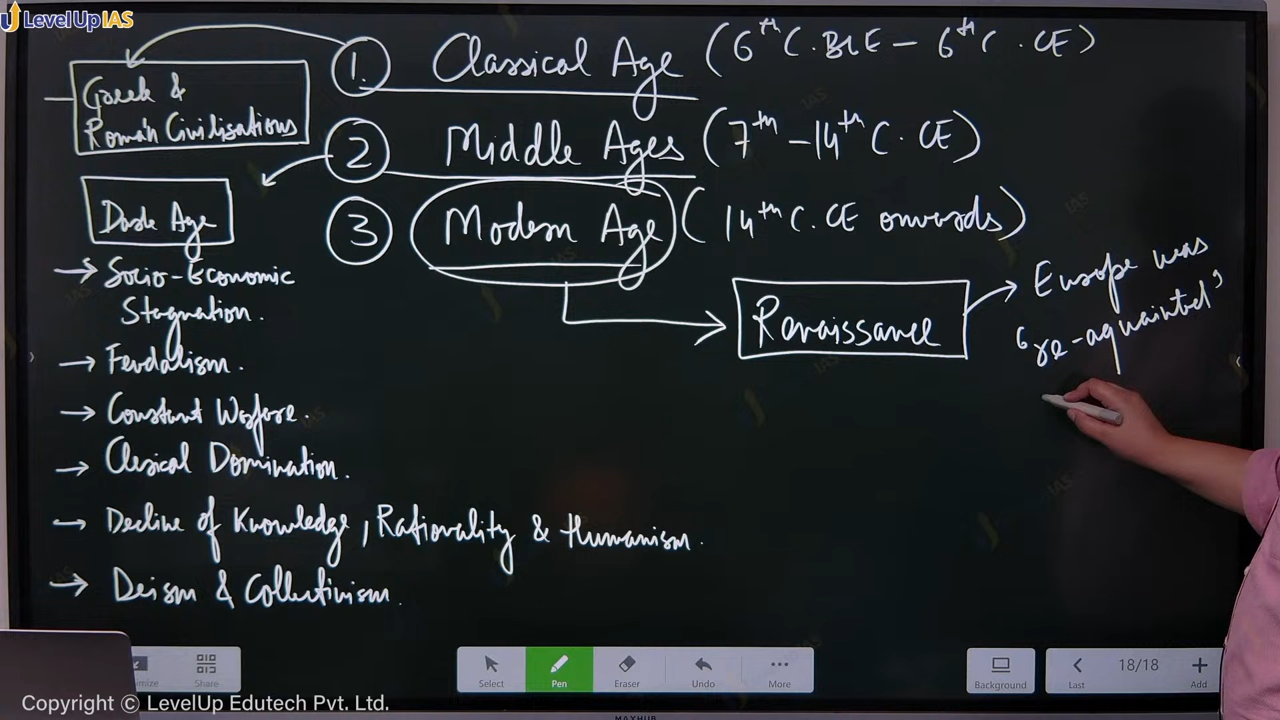 LevelUp IAS
1. Classical Age (6th C. BCE – 6th C. CE)
Greek &
Roman Civilisations
2 Middle Ages (7th – 14th C. CE)
Dark Age
3 Modern Age (14th C. CE onwards)
→ Socio-Economic
Stagnation.
Renaissance → Europe was
're-aquainted'
→ Feudalism.
→ Constant Warfare.
→ Clerical Domination.
→ Decline of Knowledge, Rationality & Humanism.
→ Deism & Collectivism.
Share
Select
Pen
Eraser
Undo
More
Background
Last
18/18
Add
Copyright © LevelUp Edutech Pvt. Ltd.
MAXHUB